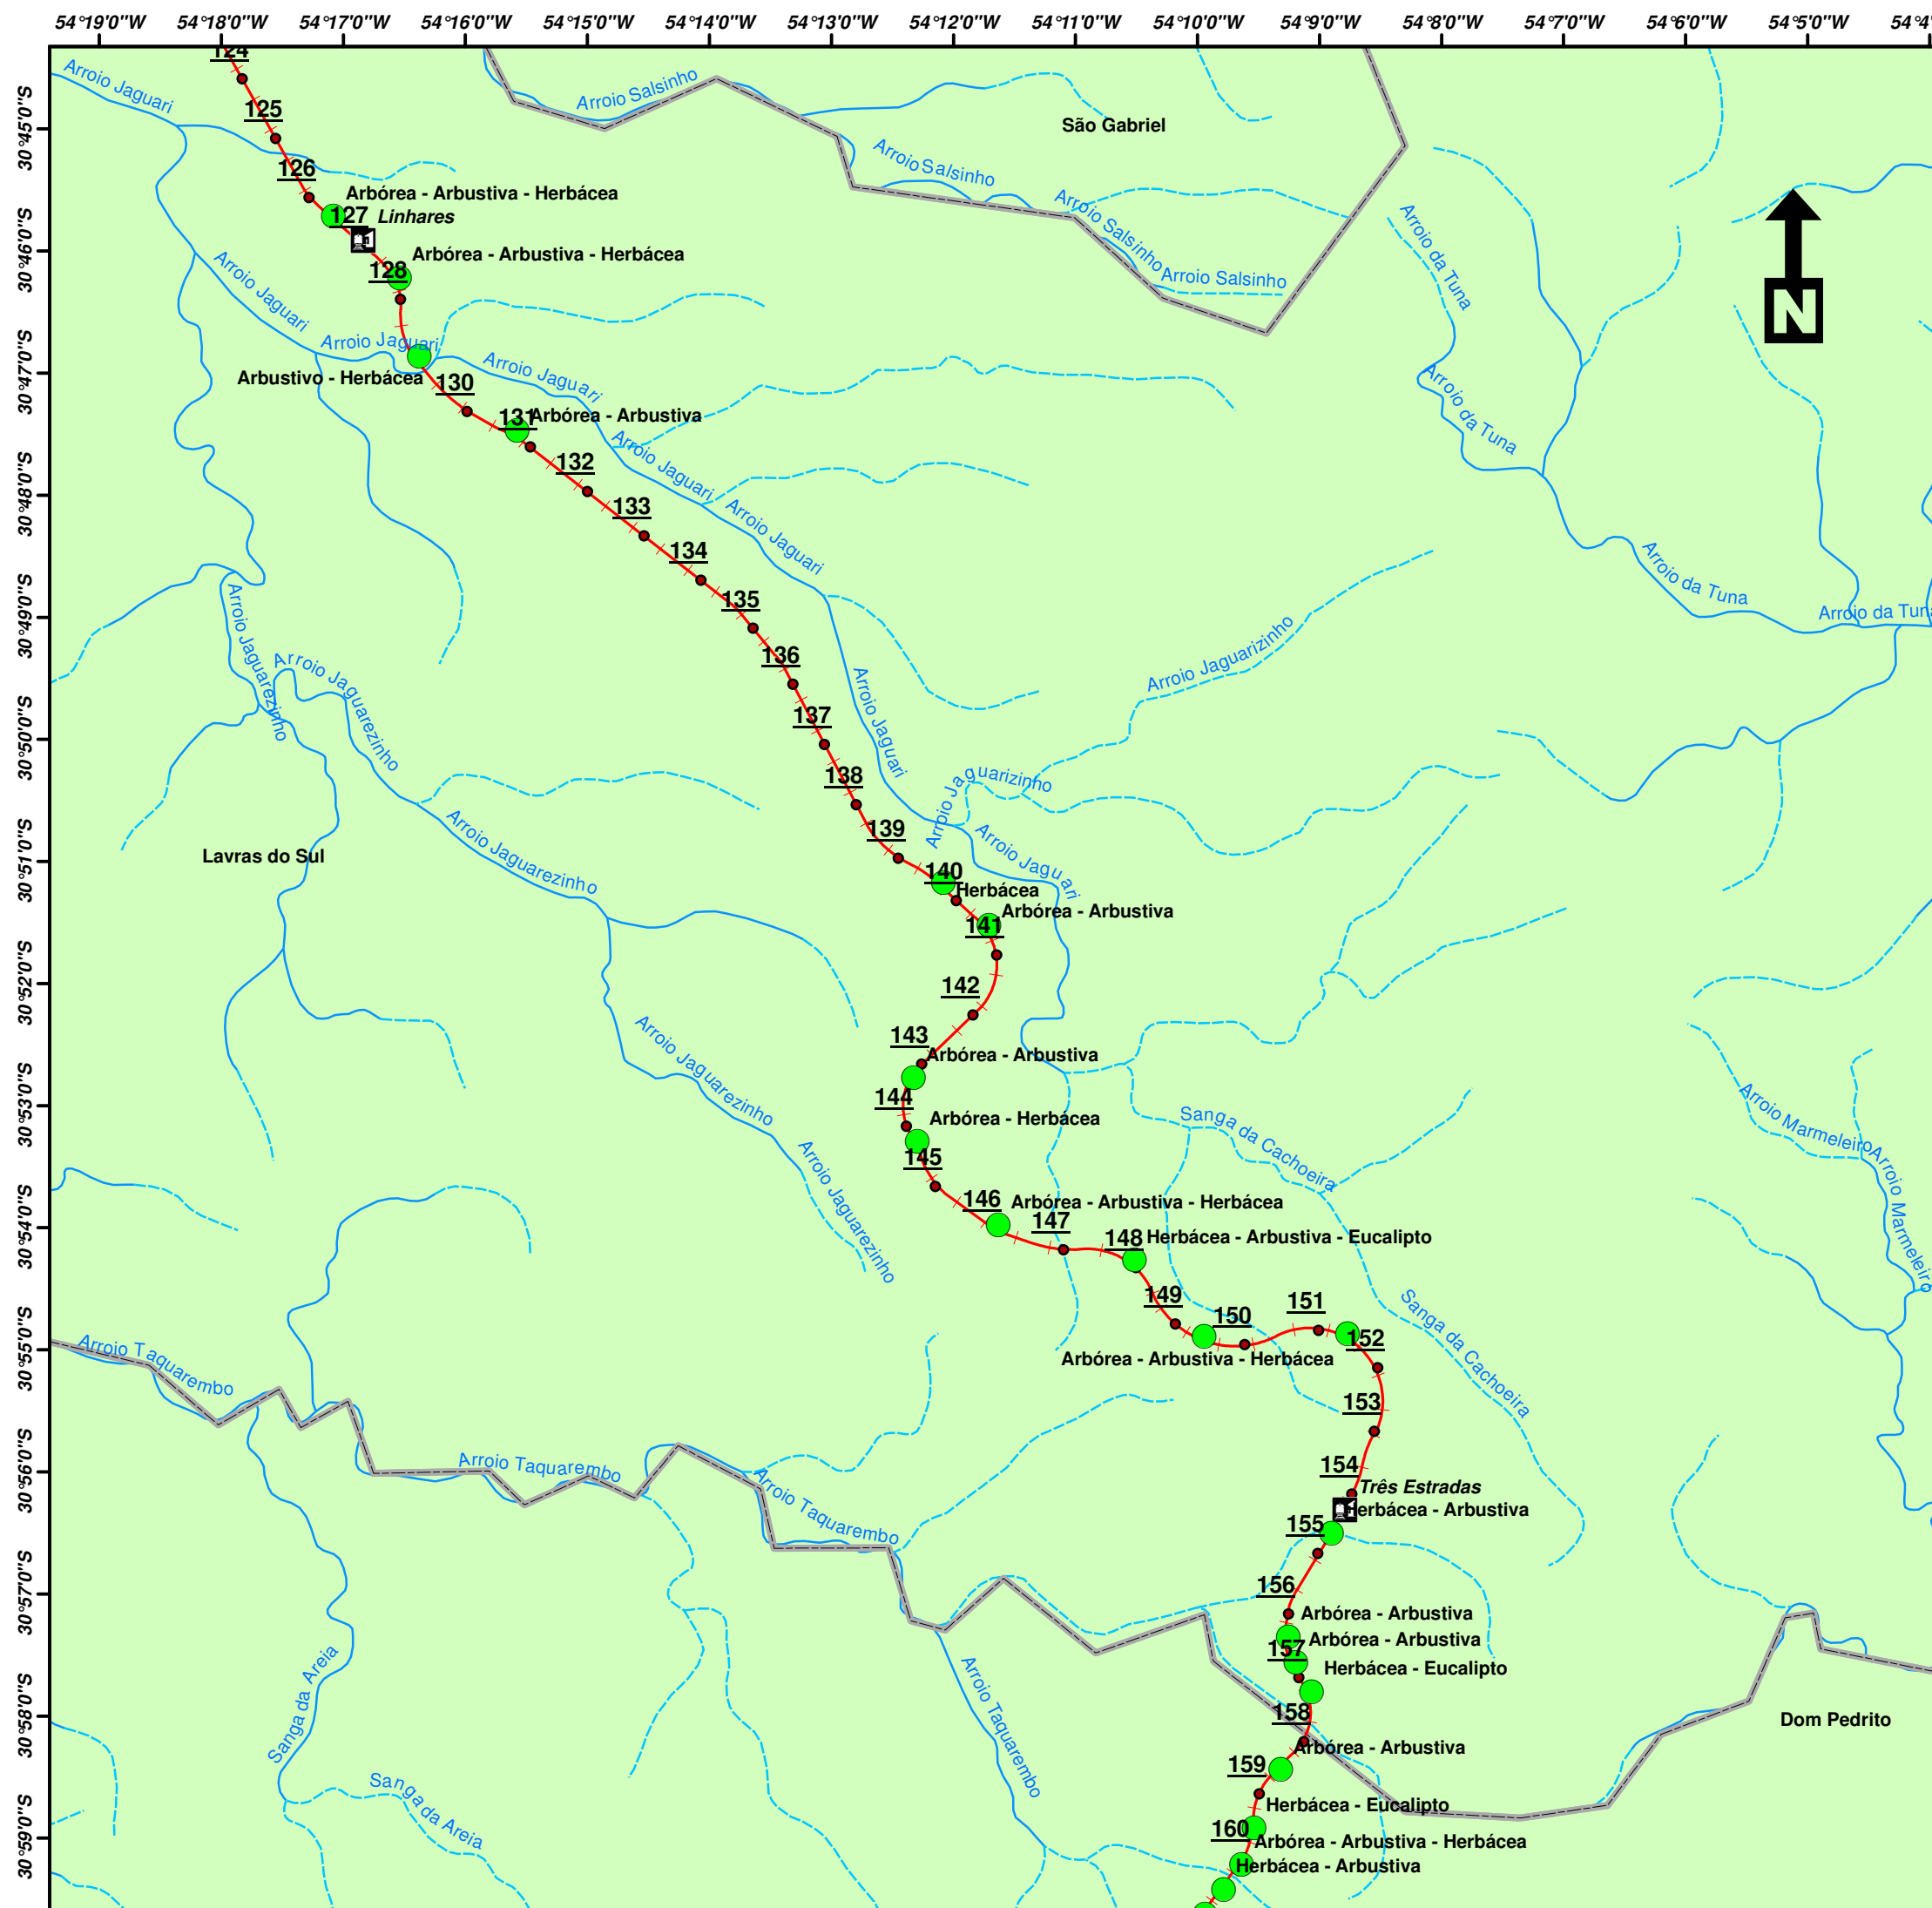 54°19'0"W 54°18'0"W 54°17'0"W 54°16'0"W 54°15'0"W 54°14'0"W 54°13'0"W 54°12'0"W 54°11'0"W 54°10'0"W 54°9'0"W 54°8'0"W 54°7'0"W 54°6'0"W 54°5'0"W 54°4'
124
Arroio Jaguari
Arroio Salsinho
125
São Gabriel
30°45'0"S
Arroio Salsinho
126
Arbórea - Arbustiva - Herbácea
127
Linhares
Arroio Salsinho
Arroio da Tuna
30°46'0"S
Arbórea - Arbustiva - Herbácea
128
Arroio Jaguari
Arroio Salsinho
N
Arroio Jaguari
30°47'0"S
Arroio Jaguari
Arbustivo - Herbácea
130
Arroio da Tuna
131
Arbórea - Arbustiva
Arroio Jaguari
132
30°48'0"S
133
Arroio Jaguari
134
Arroio da Tuna
135
30°49'0"S
Arroio da Tuna
Arroio Jaguarezinho
136
Arroio Jaguarizinho
Arroio Jaguarezinho
Arroio Jaguari
137
30°50'0"S
138
Arroio Jaguarizinho
139
Arroio Jaguarezinho
Arroio Jaguari
Lavras do Sul
30°51'0"S
140
Herbácea
Arbórea - Arbustiva
141
30°52'0"S
142
143
Arroio Jaguarezinho
Arbórea - Arbustiva
30°53'0"S
144
Arbórea - Herbácea
Sanga da Cachoeira
Arroio Marmeleiro
145
Arroio Jaguarezinho
Arroio Marmeleiro
146
Arbórea - Arbustiva - Herbácea
30°54'0"S
147
148
Herbácea - Arbustiva - Eucalipto
149
150
151
Sanga da Cachoeira
152
30°55'0"S
Arroio Taquarembo
Arbórea - Arbustiva - Herbácea
153
30°56'0"S
Arroio Taquarembo
154
Três Estradas
Arroio Taquarembo
Herbácea - Arbustiva
155
30°57'0"S
156
Arbórea - Arbustiva
Arbórea - Arbustiva
157
Herbácea - Eucalipto
Sanga da Areia
Arroio Taquarembo
30°58'0"S
158
Dom Pedrito
Arbórea - Arbustiva
159
Sanga da Areia
Herbácea - Eucalipto
160
30°59'0"S
Arbórea - Arbustiva - Herbácea
Herbácea - Arbustiva